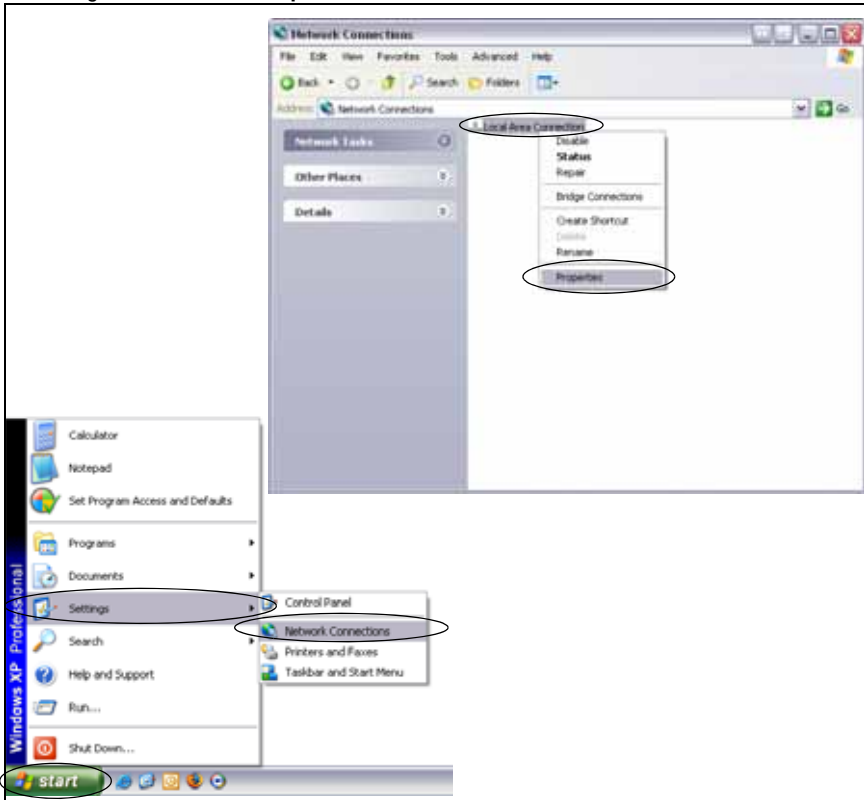 Network Connections
File Edit View Favorites Tools Advanced Help
Back Search Folders
Address Network Connections Go
Network Tasks
Other Places
Details
Local Area Connection
Disable
Status
Repair
Bridge Connections
Create Shortcut
Delete
Rename
Properties
Calculator
Notepad
Set Program Access and Defaults
Programs
Documents
Settings
Search
Help and Support
Run...
Shut Down...
Windows XP Professional
Control Panel
Network Connections
Printers and Faxes
Taskbar and Start Menu
start